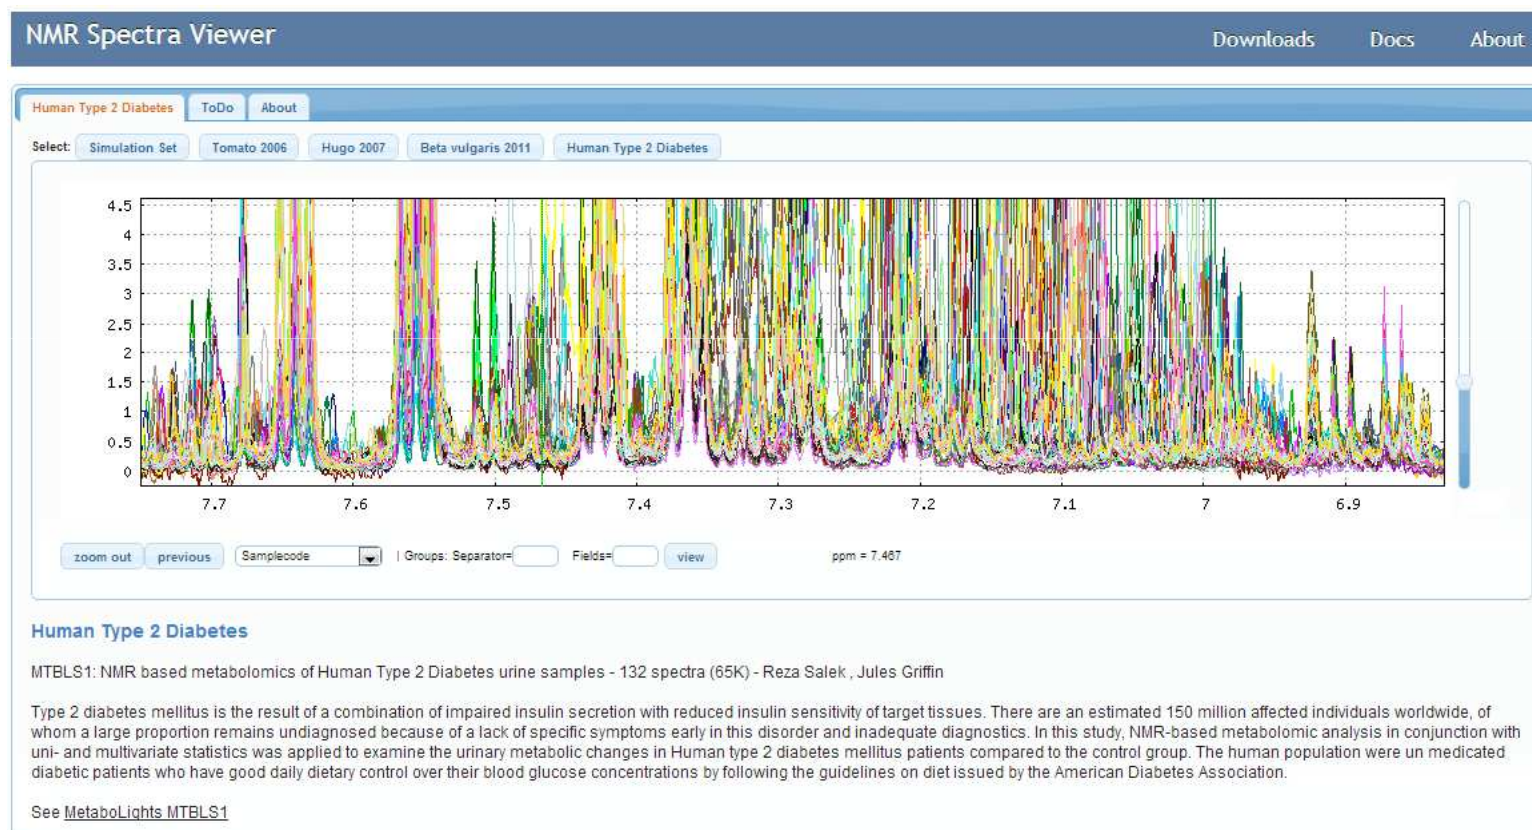 NMR Spectra Viewer
Downloads Docs About
Human Type 2 Diabetes ToDo About
Select: Simulation Set Tomato 2006 Hugo 2007 Beta vulgaris 2011 Human Type 2 Diabetes
4.5
4
3.5
3
2.5
2
1.5
1
0.5
0
7.7 7.6 7.5 7.4 7.3 7.2 7.1 7 6.9
zoom out previous Samplecode | Groups: Separator= Fields= view ppm = 7.467
Human Type 2 Diabetes
MTBLS1: NMR based metabolomics of Human Type 2 Diabetes urine samples - 132 spectra (65K) - Reza Salek , Jules Griffin
Type 2 diabetes mellitus is the result of a combination of impaired insulin secretion with reduced insulin sensitivity of target tissues. There are an estimated 150 million affected individuals worldwide, of
whom a large proportion remains undiagnosed because of a lack of specific symptoms early in this disorder and inadequate diagnostics. In this study, NMR-based metabolomic analysis in conjunction with
uni- and multivariate statistics was applied to examine the urinary metabolic changes in Human type 2 diabetes mellitus patients compared to the control group. The human population were un medicated
diabetic patients who have good daily dietary control over their blood glucose concentrations by following the guidelines on diet issued by the American Diabetes Association.
See MetaboLights MTBLS1